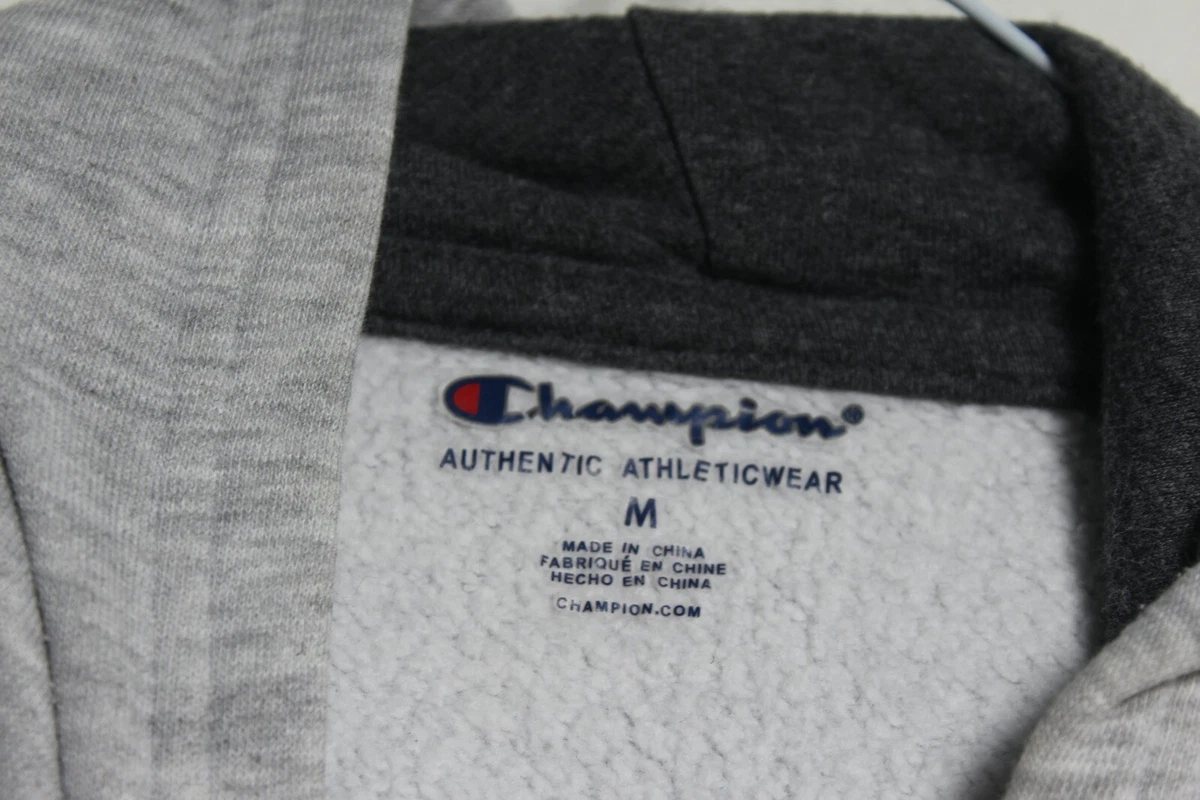 Champion®
AUTHENTIC ATHLETICWEAR
M
MADE IN CHINA
FABRIQUÉ EN CHINE
HECHO EN CHINA
CHAMPION.COM